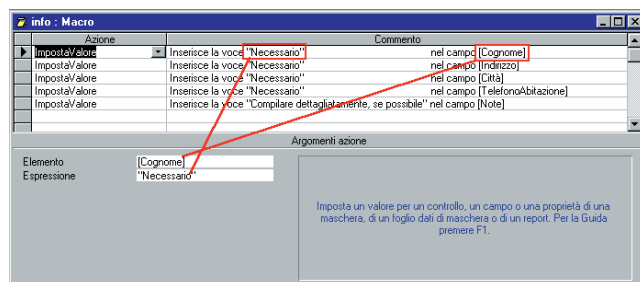 info : Macro
Azione Commento
ImpostaValore Inserisce la voce "Necessario" nel campo [Cognome]
ImpostaValore Inserisce la voce "Necessario" nel campo [Indirizzo]
ImpostaValore Inserisce la voce "Necessario" nel campo [Città]
ImpostaValore Inserisce la voce "Necessario" nel campo [TelefonoAbitazione]
ImpostaValore Inserisce la voce "Compilare dettagliatamente, se possibile" nel campo [Note]
Argomenti azione
Elemento [Cognome]
Espressione "Necessario"
Imposta un valore per un controllo, un campo o una proprietà di una
maschera, di un foglio dati di maschera o di un report. Per la Guida
premere F1.